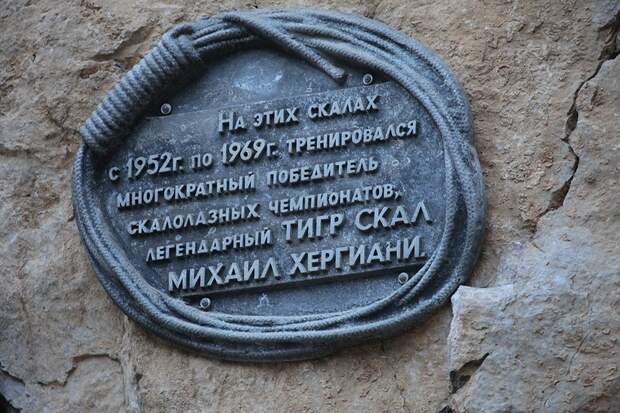 На этих скалах
с 1952г. по 1969г. тренировался
многократный победитель
скалолазных чемпионатов,
легендарный ТИГР СКАЛ
МИХАИЛ ХЕРГИАНИ.